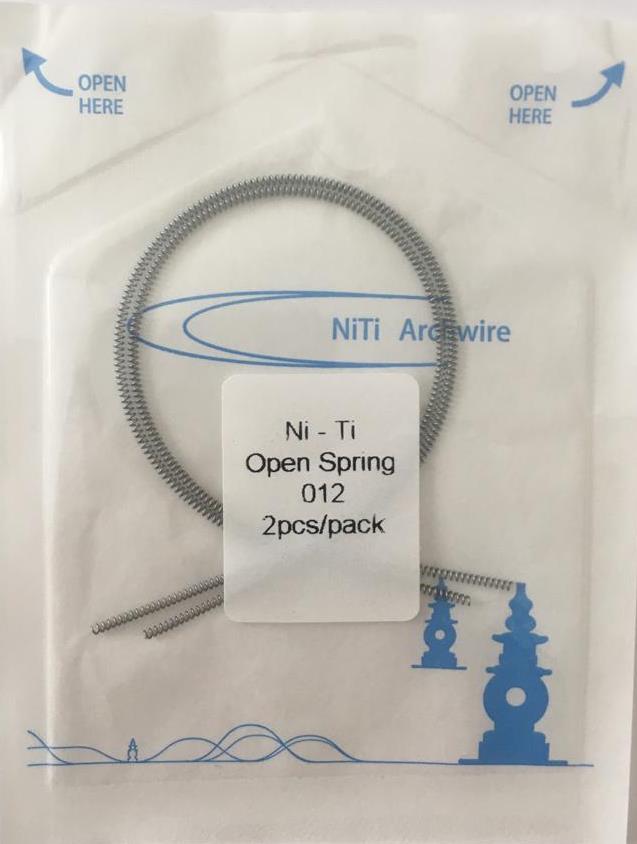 OPEN
HERE
OPEN
HERE
NiTi Archwire
Ni - Ti
Open Spring
012
2pcs/pack